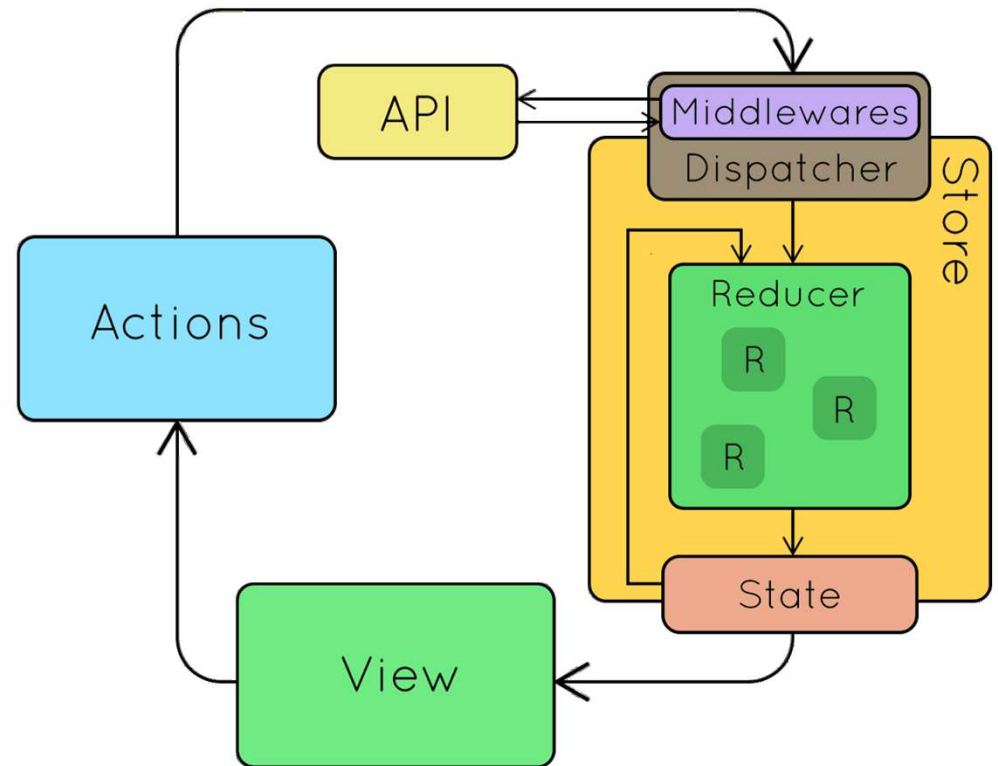 API
Middlewares
Dispatcher
Store
Actions
Reducer
R
R
R
State
View